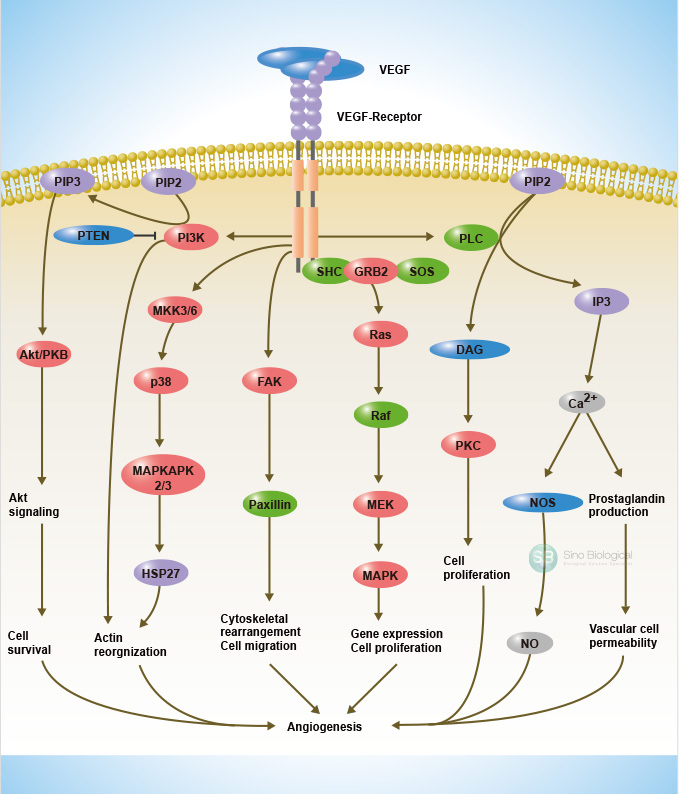 VEGF
VEGF-Receptor
PIP3
PIP2
PIP2
PTEN
PI3K
PLC
SHC
GRB2
SOS
MKK3/6
IP3
Ras
Akt/PKB
DAG
p38
FAK
Ca2+
Raf
PKC
MAPKAPK
2/3
Akt
signaling
Paxillin
MEK
NOS
Prostaglandin
production
SB
Sino Biological
HSP27
MAPK
Cell
proliferation
Cell
survival
Actin
reorgnization
Cytoskeletal
rearrangement
Cell migration
Gene expression
Cell proliferation
NO
Vascular cell
permeability
Angiogenesis